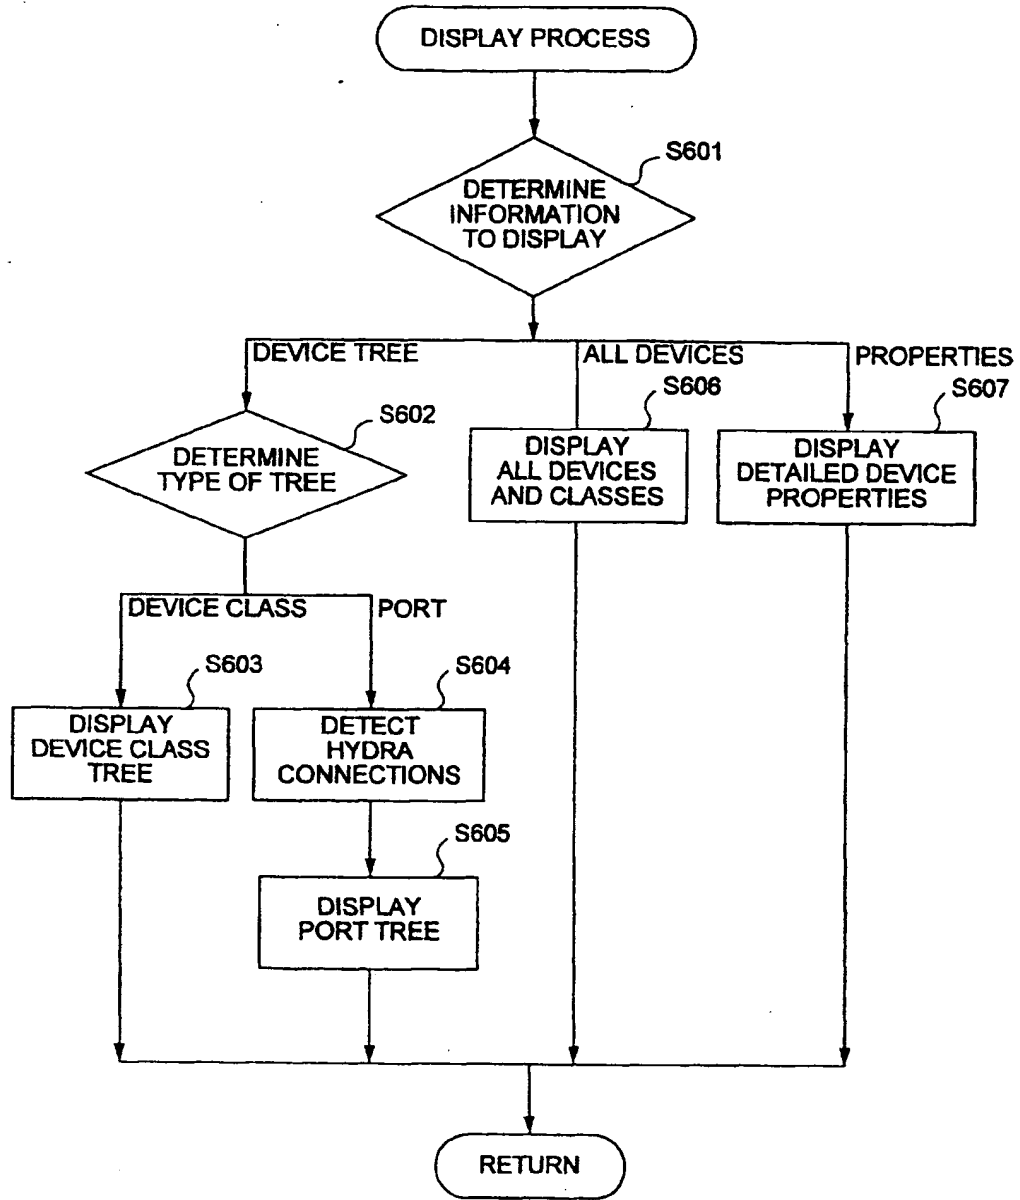 DISPLAY PROCESS
S601
DETERMINE
INFORMATION
TO DISPLAY
DEVICE TREE
ALL DEVICES
PROPERTIES
S602
S606
S607
DETERMINE
TYPE OF TREE
DISPLAY
ALL DEVICES
AND CLASSES
DISPLAY
DETAILED DEVICE
PROPERTIES
DEVICE CLASS
PORT
S603
S604
DISPLAY
DEVICE CLASS
TREE
DETECT
HYDRA
CONNECTIONS
S605
DISPLAY
PORT TREE
RETURN